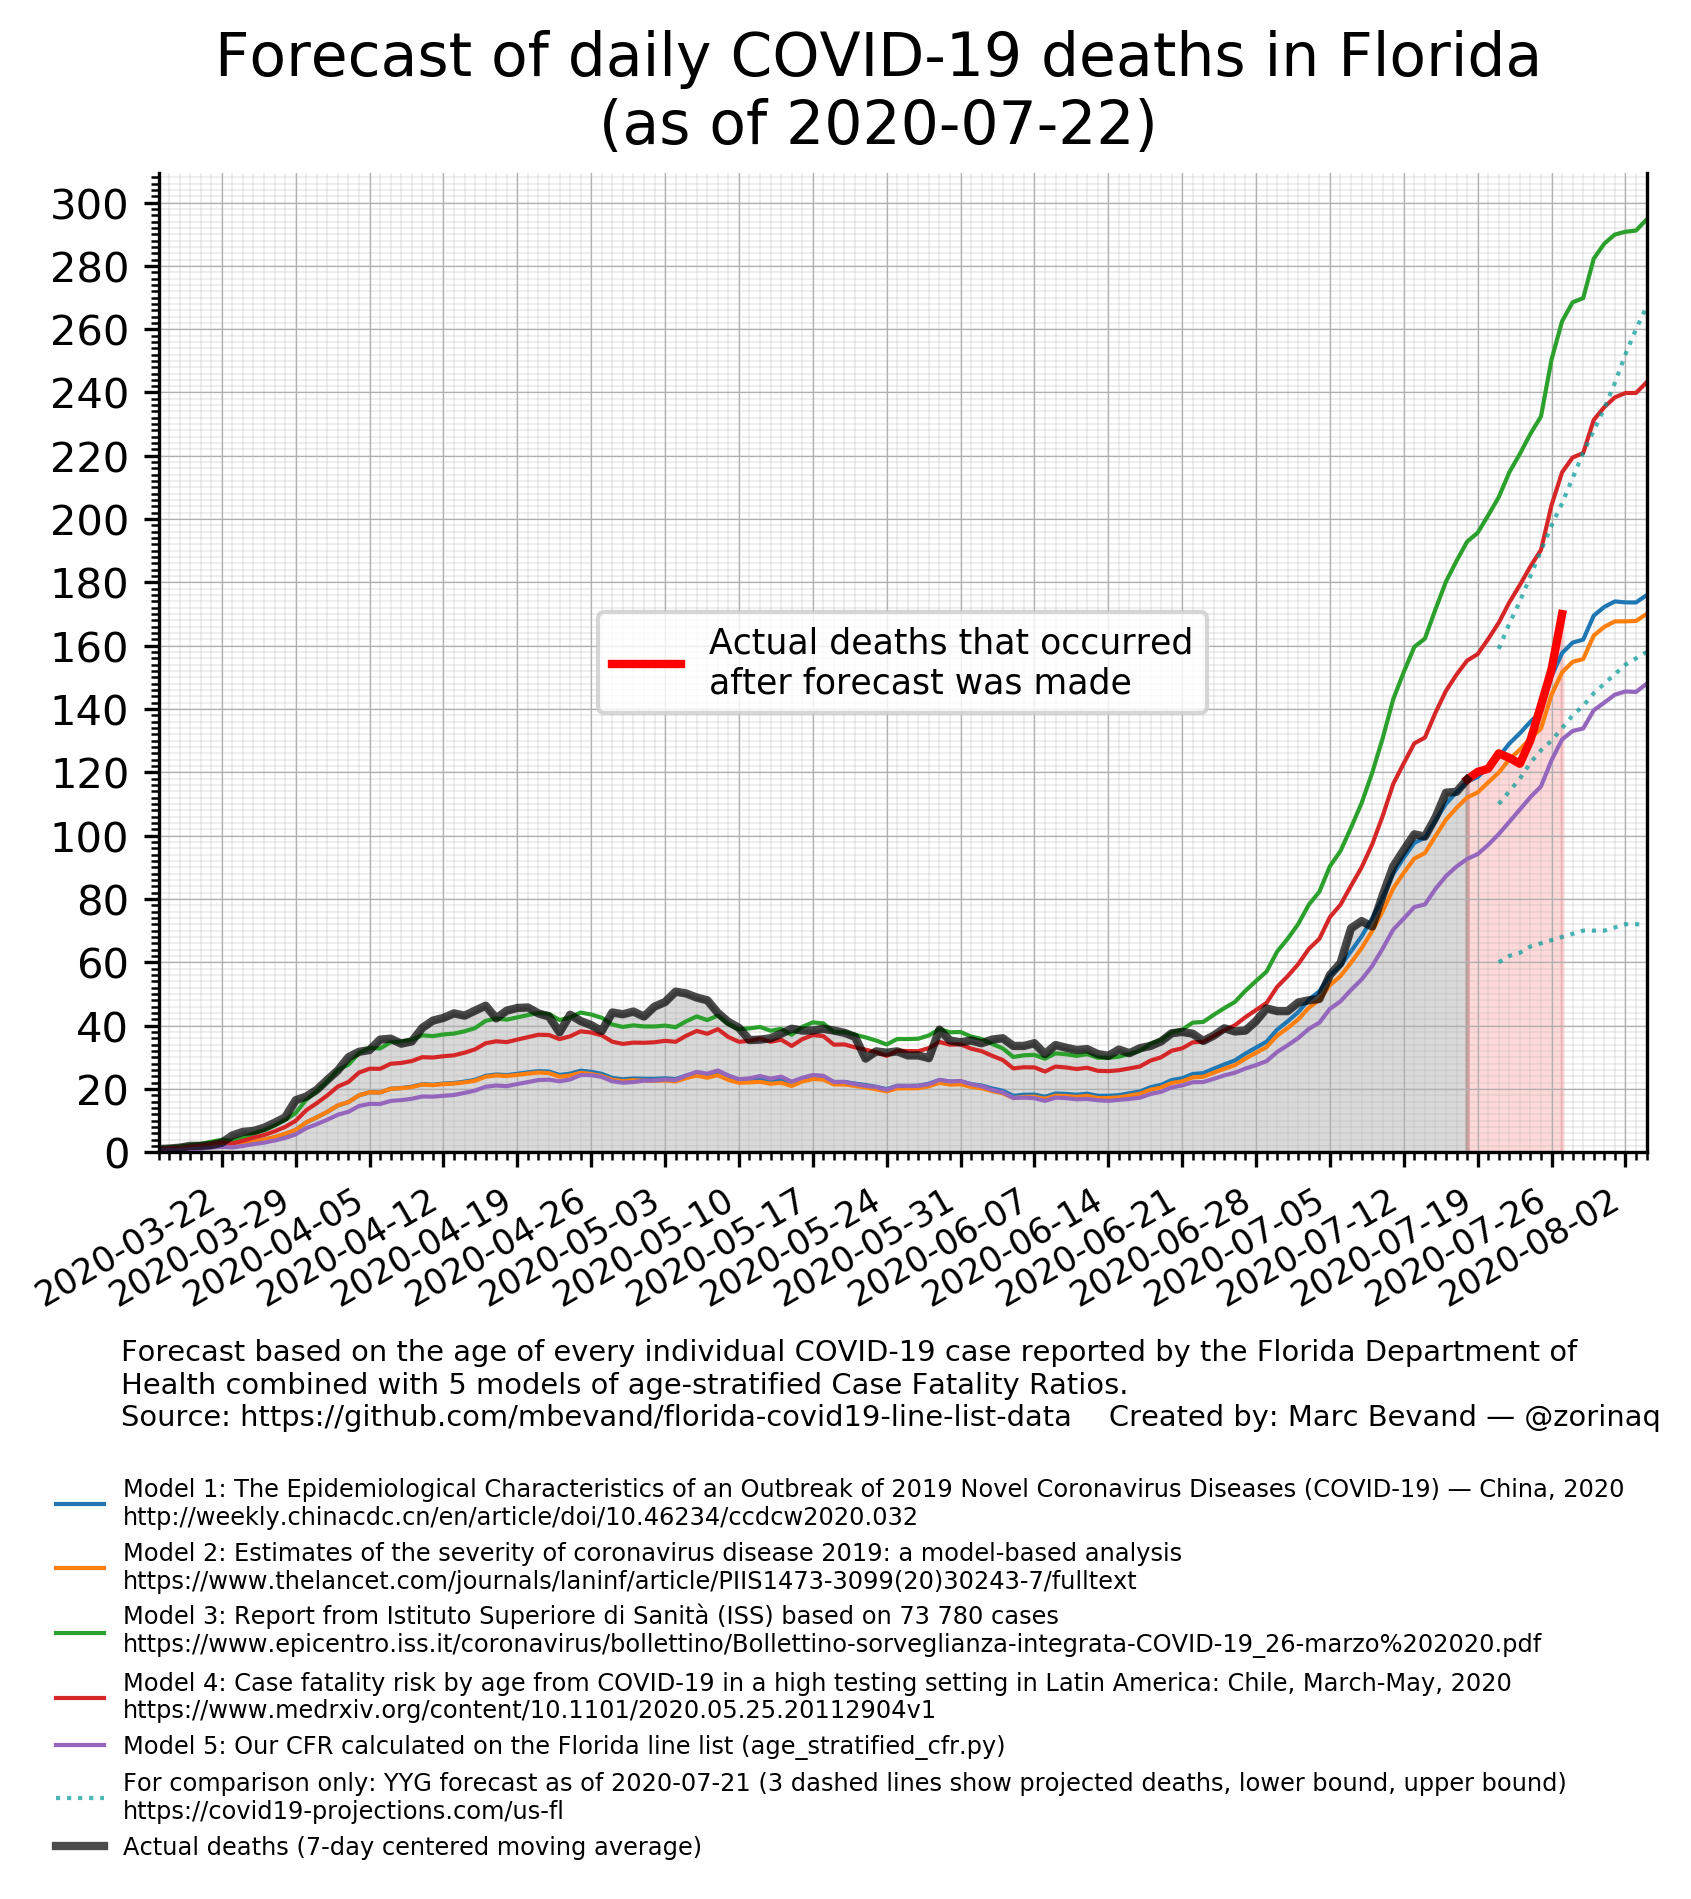 Forecast of daily COVID-19 deaths in Florida
(as of 2020-07-22)
300
280
260
240
220
200
180
160
140
120
100
80
60
40
20
0
Actual deaths that occurred
after forecast was made
2020-03-22
2020-03-29
2020-04-05
2020-04-12
2020-04-19
2020-04-26
2020-05-03
2020-05-10
2020-05-17
2020-05-24
2020-05-31
2020-06-07
2020-06-14
2020-06-21
2020-06-28
2020-07-05
2020-07-12
2020-07-19
2020-07-26
2020-08-02
Forecast based on the age of every individual COVID-19 case reported by the Florida Department of
Health combined with 5 models of age-stratified Case Fatality Ratios.
Source: https://github.com/mbevand/florida-covid19-line-list-data Created by: Marc Bevand — @zorinaq
Model 1: The Epidemiological Characteristics of an Outbreak of 2019 Novel Coronavirus Diseases (COVID-19) — China, 2020
http://weekly.chinacdc.cn/en/article/doi/10.46234/ccdcw2020.032
Model 2: Estimates of the severity of coronavirus disease 2019: a model-based analysis
https://www.thelancet.com/journals/laninf/article/PIIS1473-3099(20)30243-7/fulltext
Model 3: Report from Istituto Superiore di Sanità (ISS) based on 73 780 cases
https://www.epicentro.iss.it/coronavirus/bollettino/Bollettino-sorveglianza-integrata-COVID-19_26-marzo%202020.pdf
Model 4: Case fatality risk by age from COVID-19 in a high testing setting in Latin America: Chile, March-May, 2020
https://www.medrxiv.org/content/10.1101/2020.05.25.20112904v1
Model 5: Our CFR calculated on the Florida line list (age_stratified_cfr.py)
For comparison only: YYG forecast as of 2020-07-21 (3 dashed lines show projected deaths, lower bound, upper bound)
https://covid19-projections.com/us-fl
Actual deaths (7-day centered moving average)